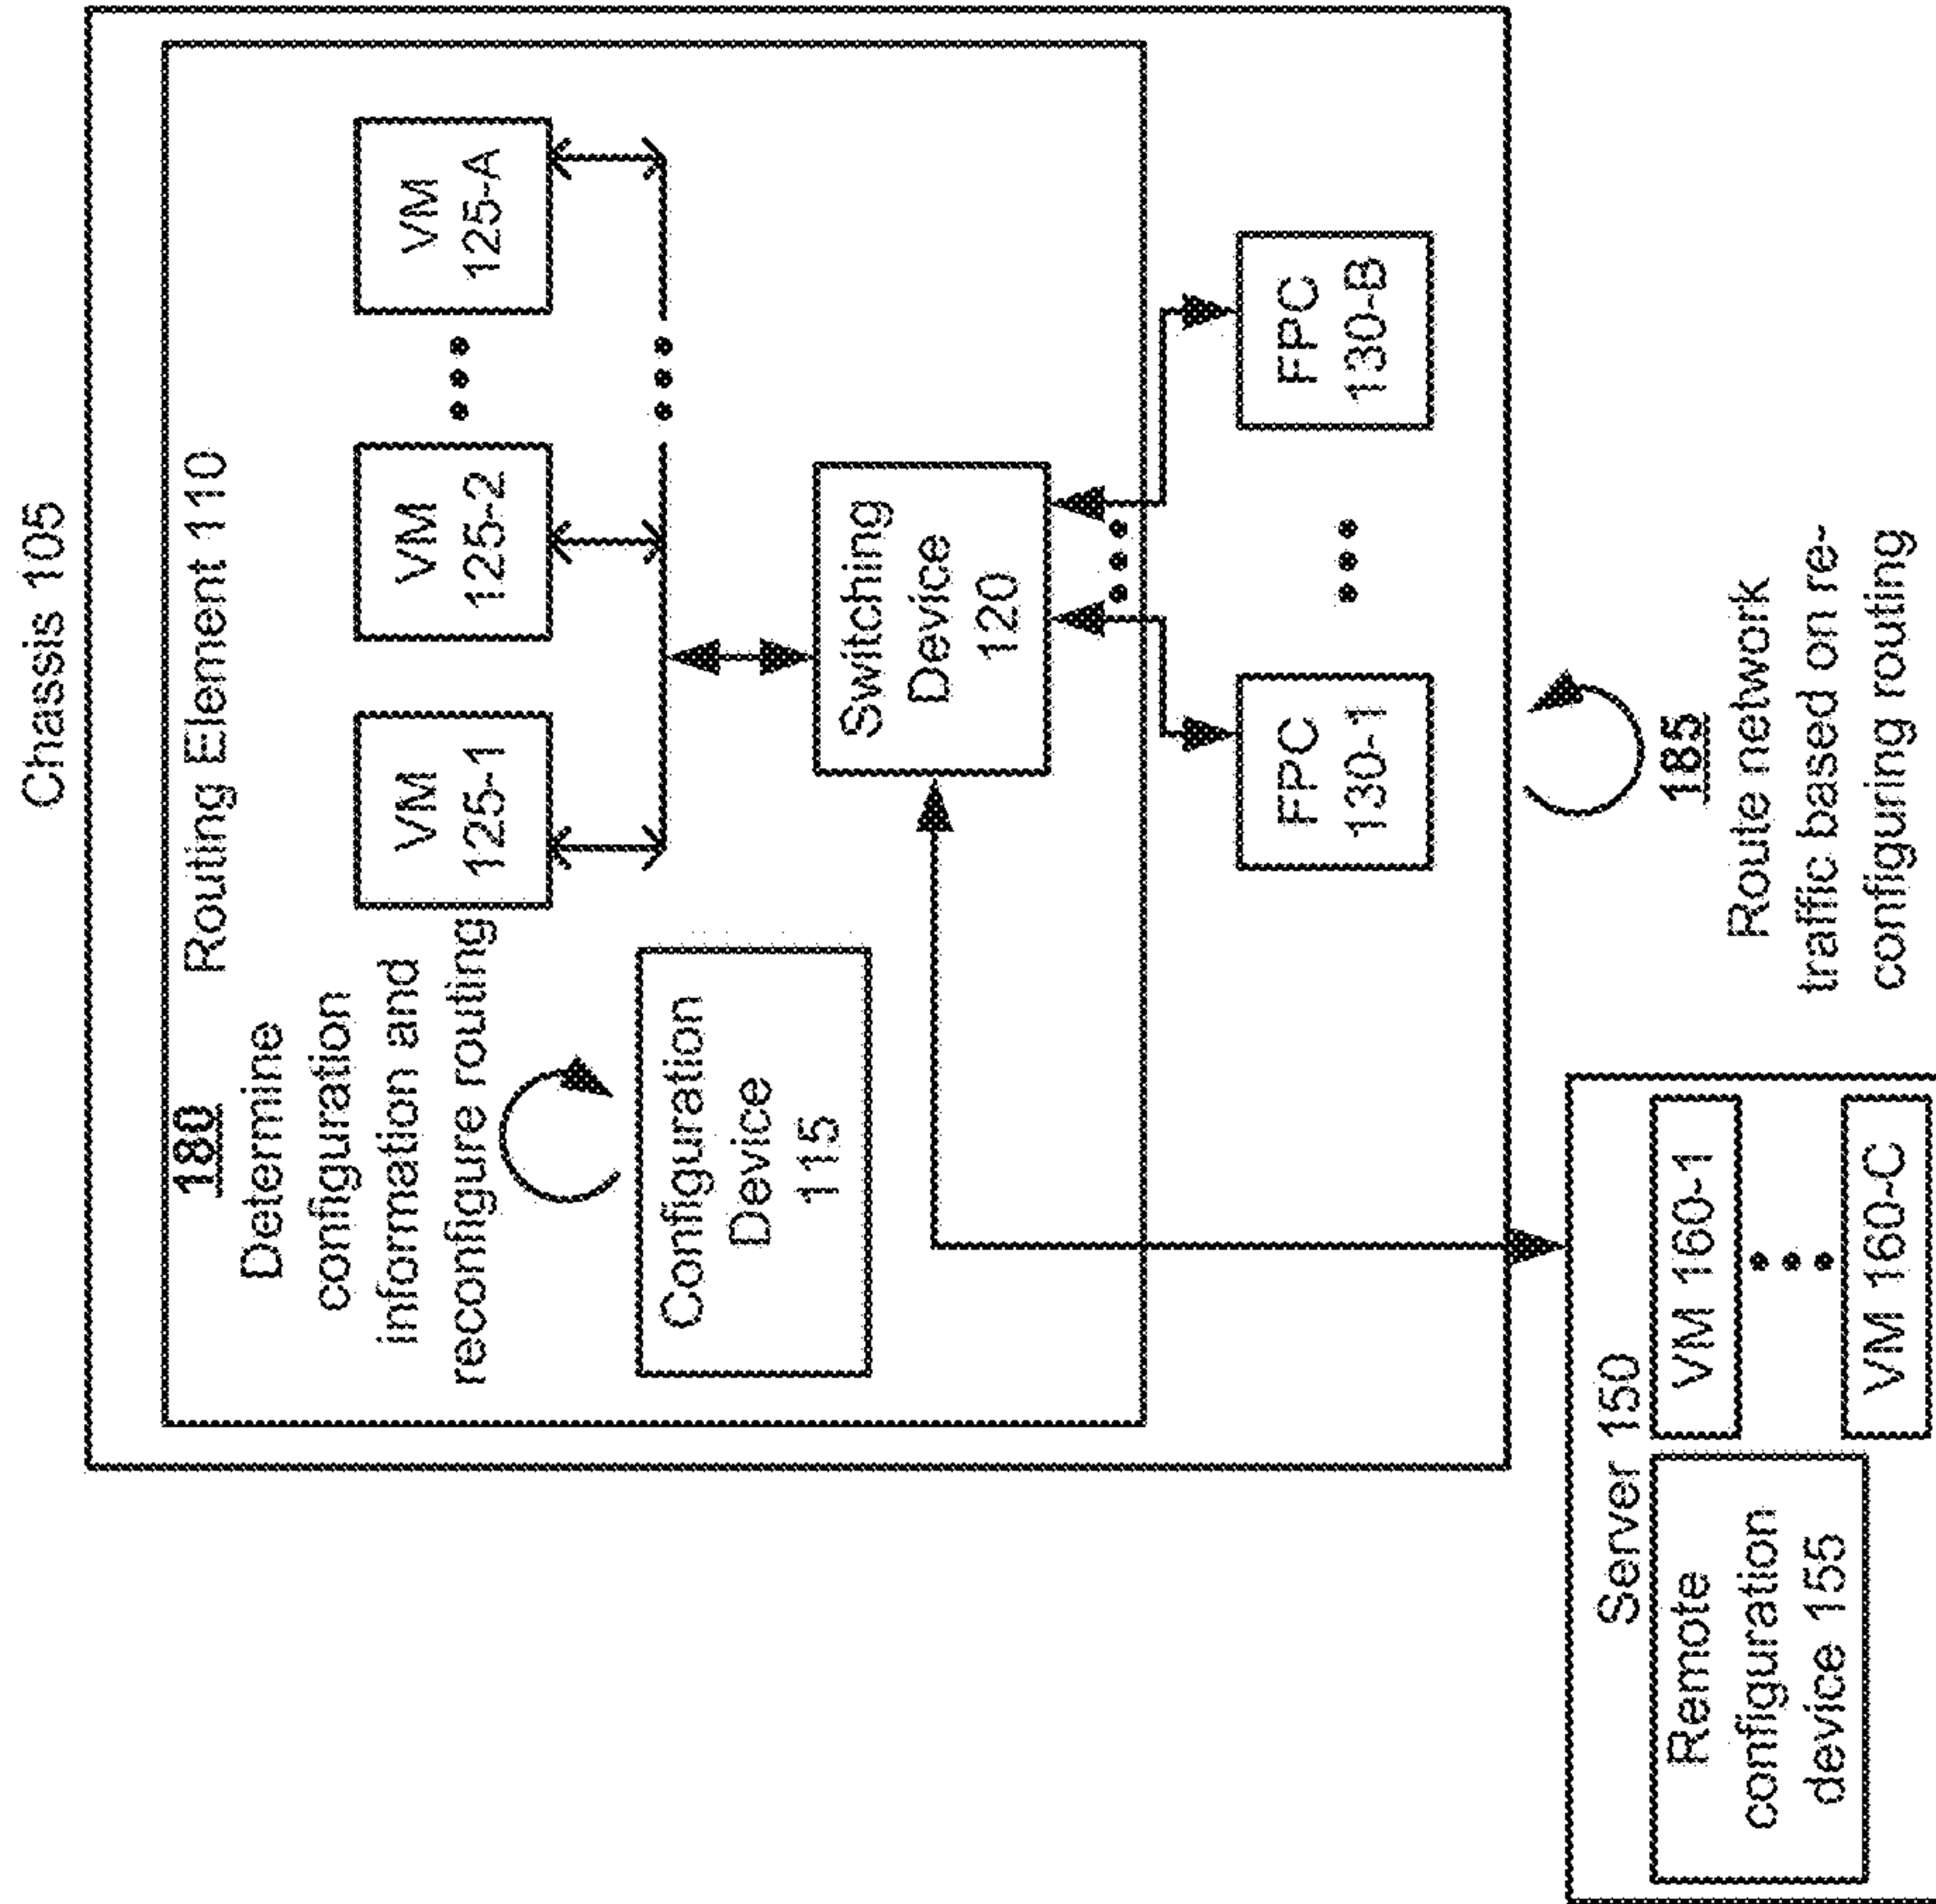 Chassis 105
180
Routing Element 110
Determine
configuration
information and
reconfigure routing
VM
125-1
VM
125-2
VM
125-A
Configuration
Device
115
Switching
Device
120
FPC
130-1
FPC
130-B
Server 150
Remote
configuration
device 155
VM 160-1
VM 160-C
185
Route network
traffic based on re-
configuring routing